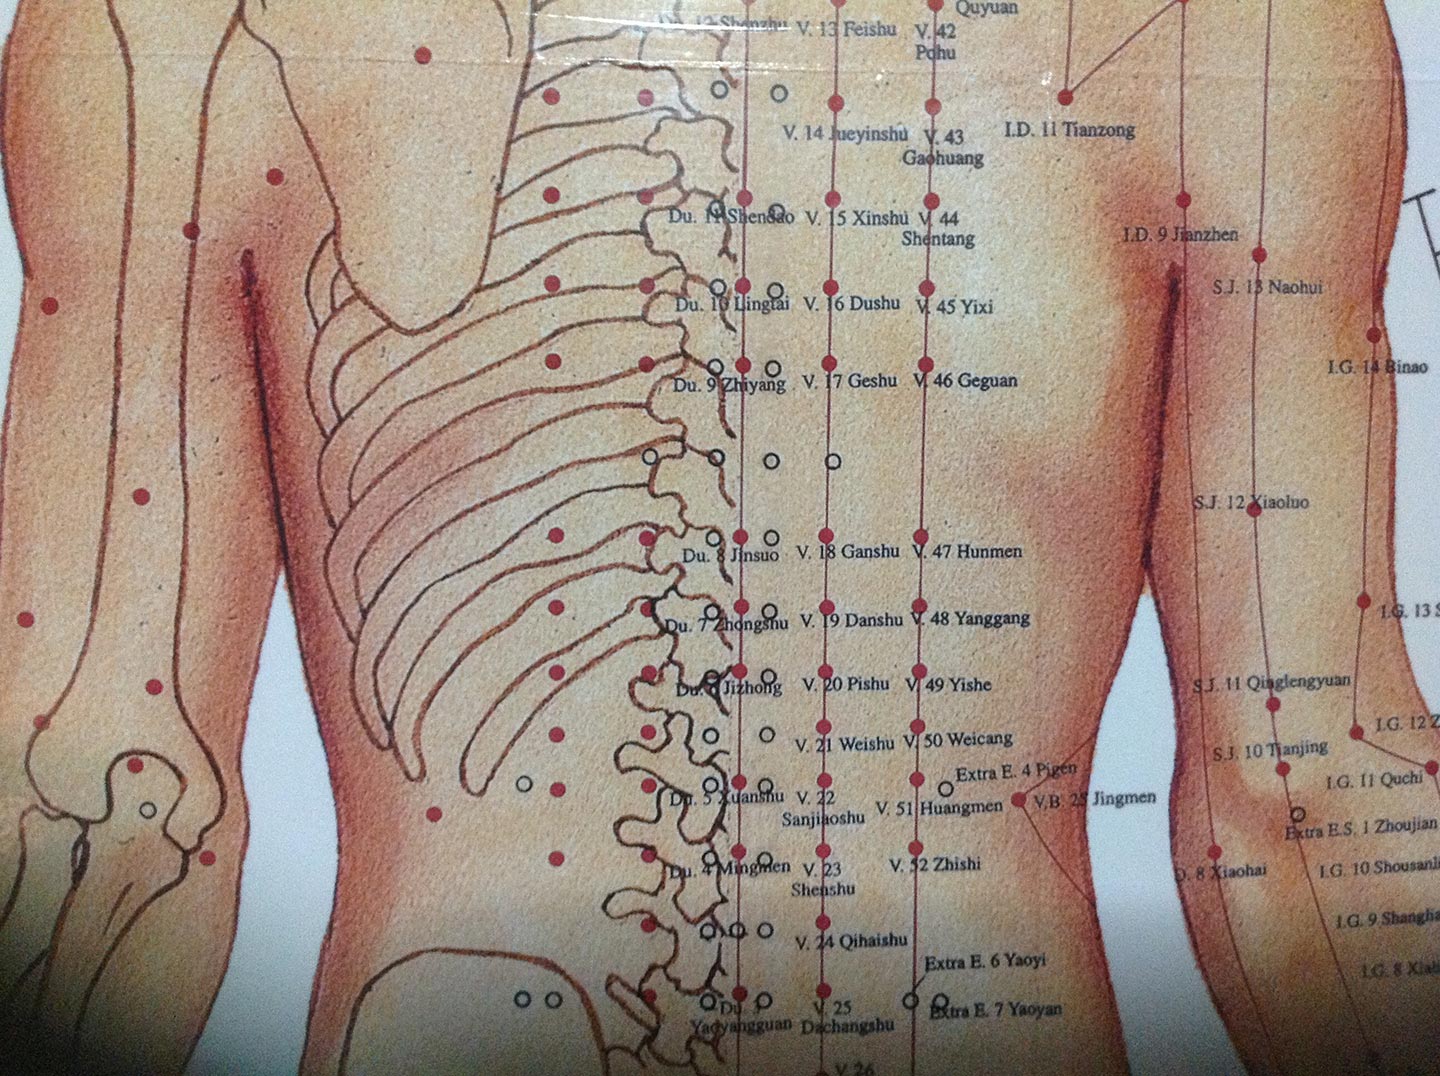 Quyuan
Du. 12 Shenzhu V. 13 Feishu V. 42
Pohu
V. 14 Jueyinshu V. 43 I.D. 11 Tianzong
Gaohuang
Du. 11 Shendao V. 15 Xinshu V. 44
Shentang I.D. 9 Jianzhen
S.J. 13 Naohui
Du. 10 Lingtai V. 16 Dushu V. 45 Yixi
I.G. 14 Binao
Du. 9 Zhiyang V. 17 Geshu V. 46 Geguan
S.J. 12 Xiaoluo
Du. 8 Jinsuo V. 18 Ganshu V. 47 Hunmen
I.G. 13
Du. 7 Zhongshu V. 19 Danshu V. 48 Yanggang
Du. 6 Jizhong V. 20 Pishu V. 49 Yishe S.J. 11 Qinglengyuan
I.G. 12
V. 21 Weishu V. 50 Weicang S.J. 10 Tianjing
Extra E. 4 Pigen I.G. 11 Quchi
Du. 5 Xuanshu V. 22 V. 51 Huangmen V.B. 25 Jingmen
Sanjiaoshu Extra E.S. 1 Zhoujian
Du. 4 Mingmen V. 23 V. 52 Zhishi 8 Xiaohai I.G. 10 Shousanli
Shenshu
I.G. 9
V. 24 Qihaishu
Extra E. 6 Yaoyi I.G. 8
Du. 3 V. 25 Extra E. 7 Yaoyan
Yaoyangguan Dachangshu
V. 26